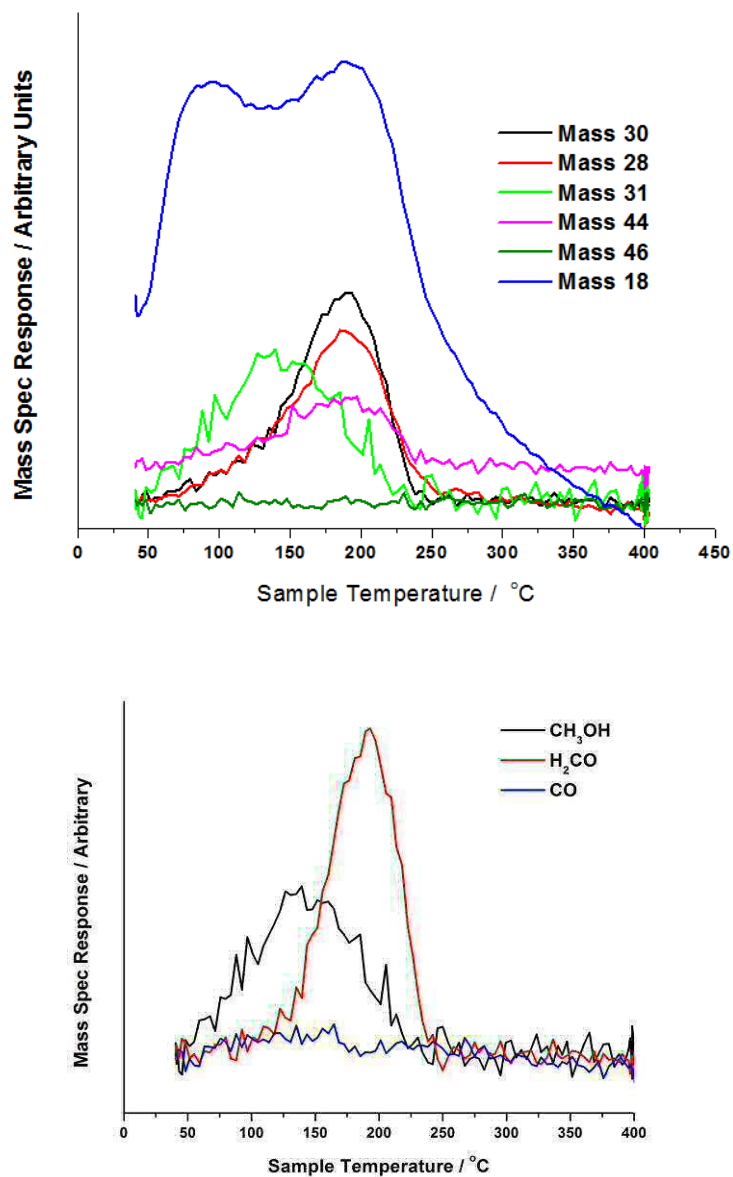 Mass Spec Response / Arbitrary Units
Mass 30
Mass 28
Mass 31
Mass 44
Mass 46
Mass 18
0 50 100 150 200 250 300 350 400 450
Sample Temperature / °C
Mass Spec Response / Arbitrary
CH₃OH
H₂CO
CO
0 50 100 150 200 250 300 350 400
Sample Temperature / °C